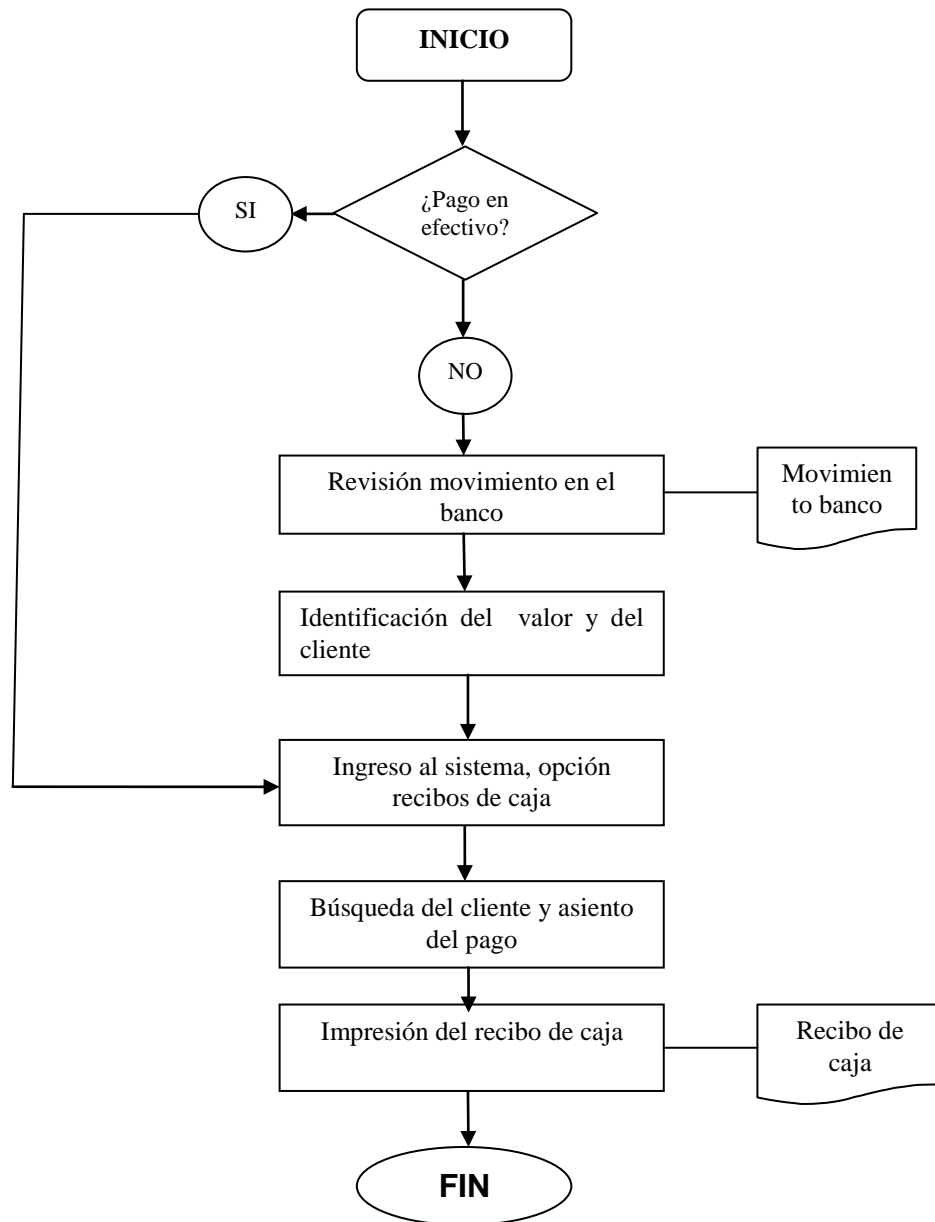 INICIO
¿Pago en
efectivo?
SI
NO
Revisión movimiento en el
banco
Movimien
to banco
Identificación del valor y del
cliente
Ingreso al sistema, opción
recibos de caja
Búsqueda del cliente y asiento
del pago
Impresión del recibo de caja
Recibo de
caja
FIN